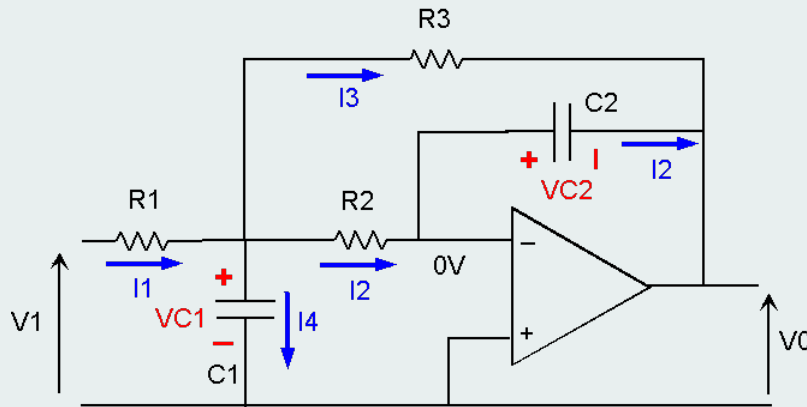 R3
I3
C2
+
VC2
I2
R1
R2
I1
I2
0V
−
+
V1
+
VC1
−
I4
C1
V0